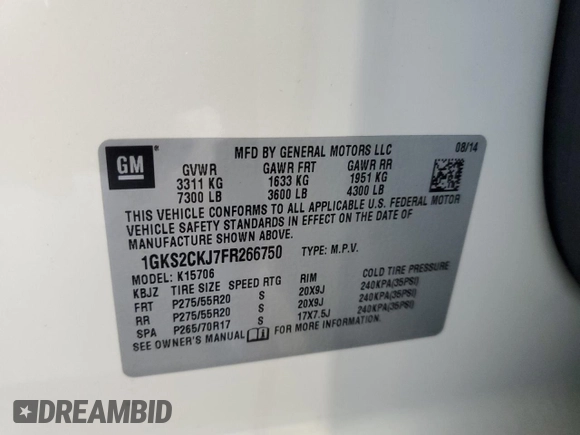 GM
MFD BY GENERAL MOTORS LLC 08/14
GVWR GAWR FRT GAWR RR
3311 KG 1633 KG 1951 KG
7300 LB 3600 LB 4300 LB
THIS VEHICLE CONFORMS TO ALL APPLICABLE U.S. FEDERAL MOTOR
VEHICLE SAFETY STANDARDS IN EFFECT ON THE DATE OF
MANUFACTURE SHOWN ABOVE.
1GKS2CKJ7FR266750 TYPE: M.P.V.
MODEL: K15706
KBJZ TIRE SIZE SPEED RTG RIM COLD TIRE PRESSURE
FRT P275/55R20 S 20X9J 240KPA(35PSI)
RR P275/55R20 S 20X9J 240KPA(35PSI)
SPA P265/70R17 S 17X7.5J 240KPA(35PSI)
SEE OWNER'S MANUAL FOR MORE INFORMATION.
DREAMBID